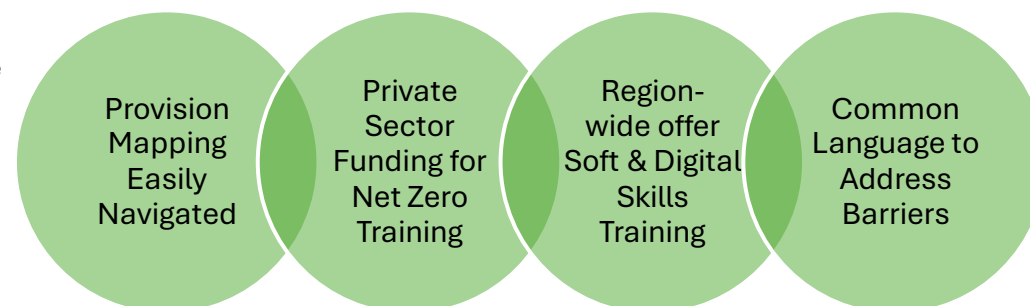 Provision
Mapping
Easily
Navigated
Private
Sector
Funding for
Net Zero
Training
Region-
wide offer
Soft & Digital
Skills
Training
Common
Language to
Address
Barriers